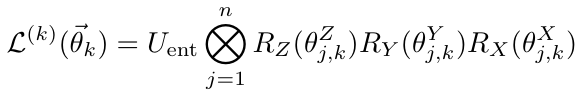 $\mathcal{L}^{(k)}(\vec{\theta}_k) = U_{\text{ent}} \bigotimes_{j=1}^{n} R_Z(\theta_{j,k}^{Z}) R_Y(\theta_{j,k}^{Y}) R_X(\theta_{j,k}^{X})$